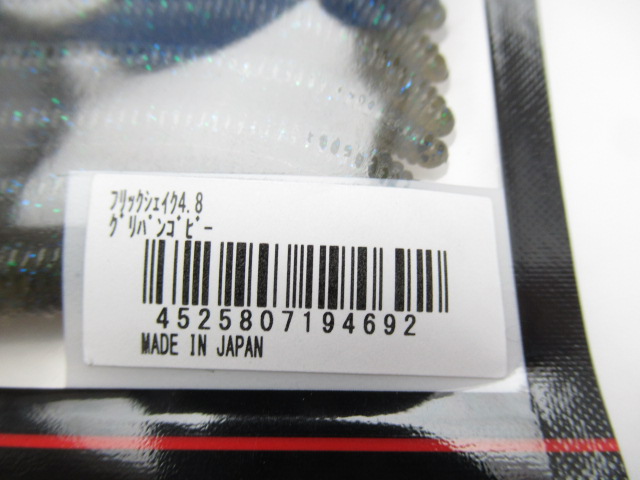 ﾌﾘｯｸｼｪｲｸ4.8
ｸﾞﾘﾊﾟﾝｺﾞﾋﾞｰ
4525807194692
MADE IN JAPAN